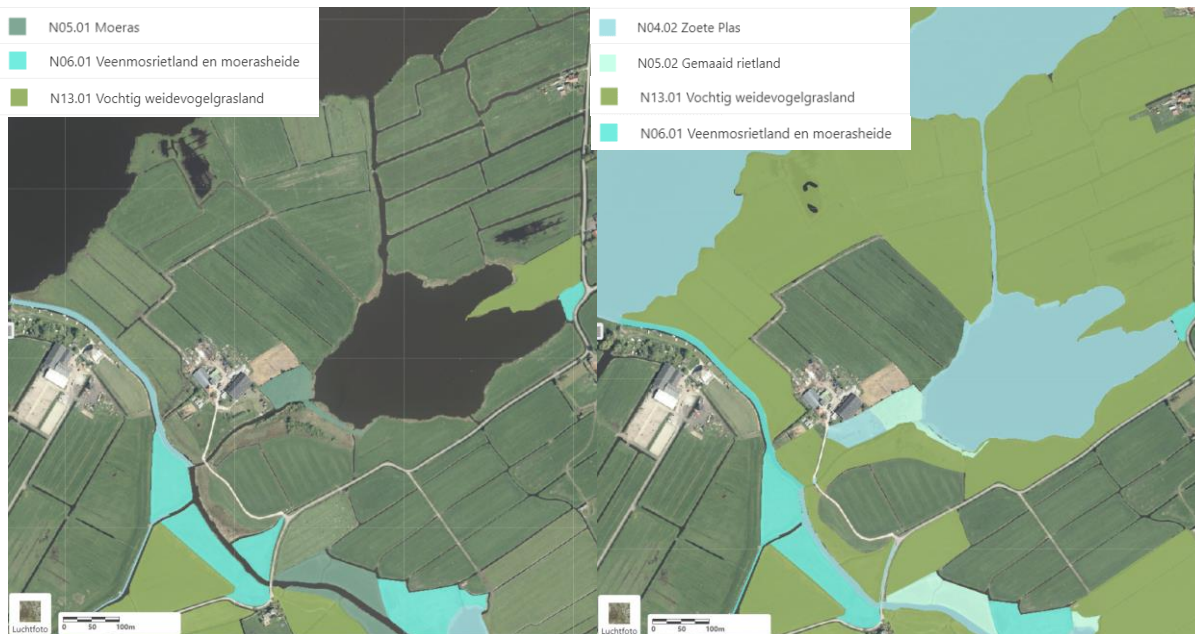 N05.01 Moeras
N06.01 Veenmosrietland en moerasheide
N13.01 Vochtig weidevogelgrasland
Luchtfoto
0 50 100m
N04.02 Zoete Plas
N05.02 Gemaaid rietland
N13.01 Vochtig weidevogelgrasland
N06.01 Veenmosrietland en moerasheide
Luchtfoto
0 50 100m